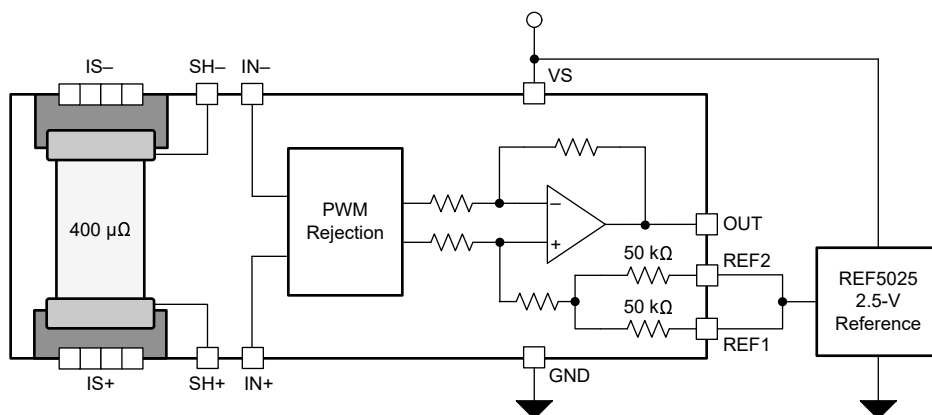 IS–
SH–
IN–
VS
400 µΩ
PWM
Rejection
–
+
OUT
50 kΩ
REF2
50 kΩ
REF1
REF5025
2.5-V
Reference
IS+
SH+
IN+
GND